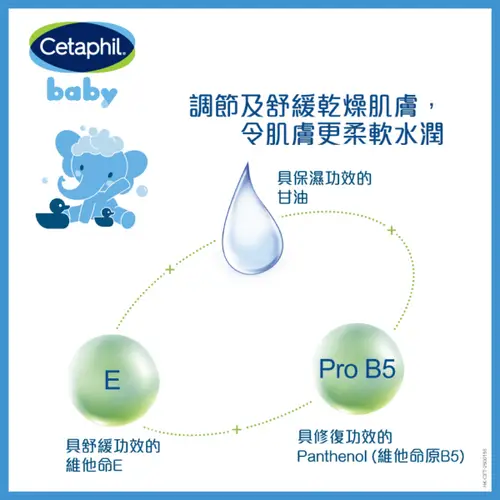 Cetaphil.
baby
調節及舒緩乾燥肌膚，
令肌膚更柔軟水潤
具保濕功效的
甘油
E
Pro B5
具舒緩功效的
維他命E
具修復功效的
Panthenol (維他命原B5)